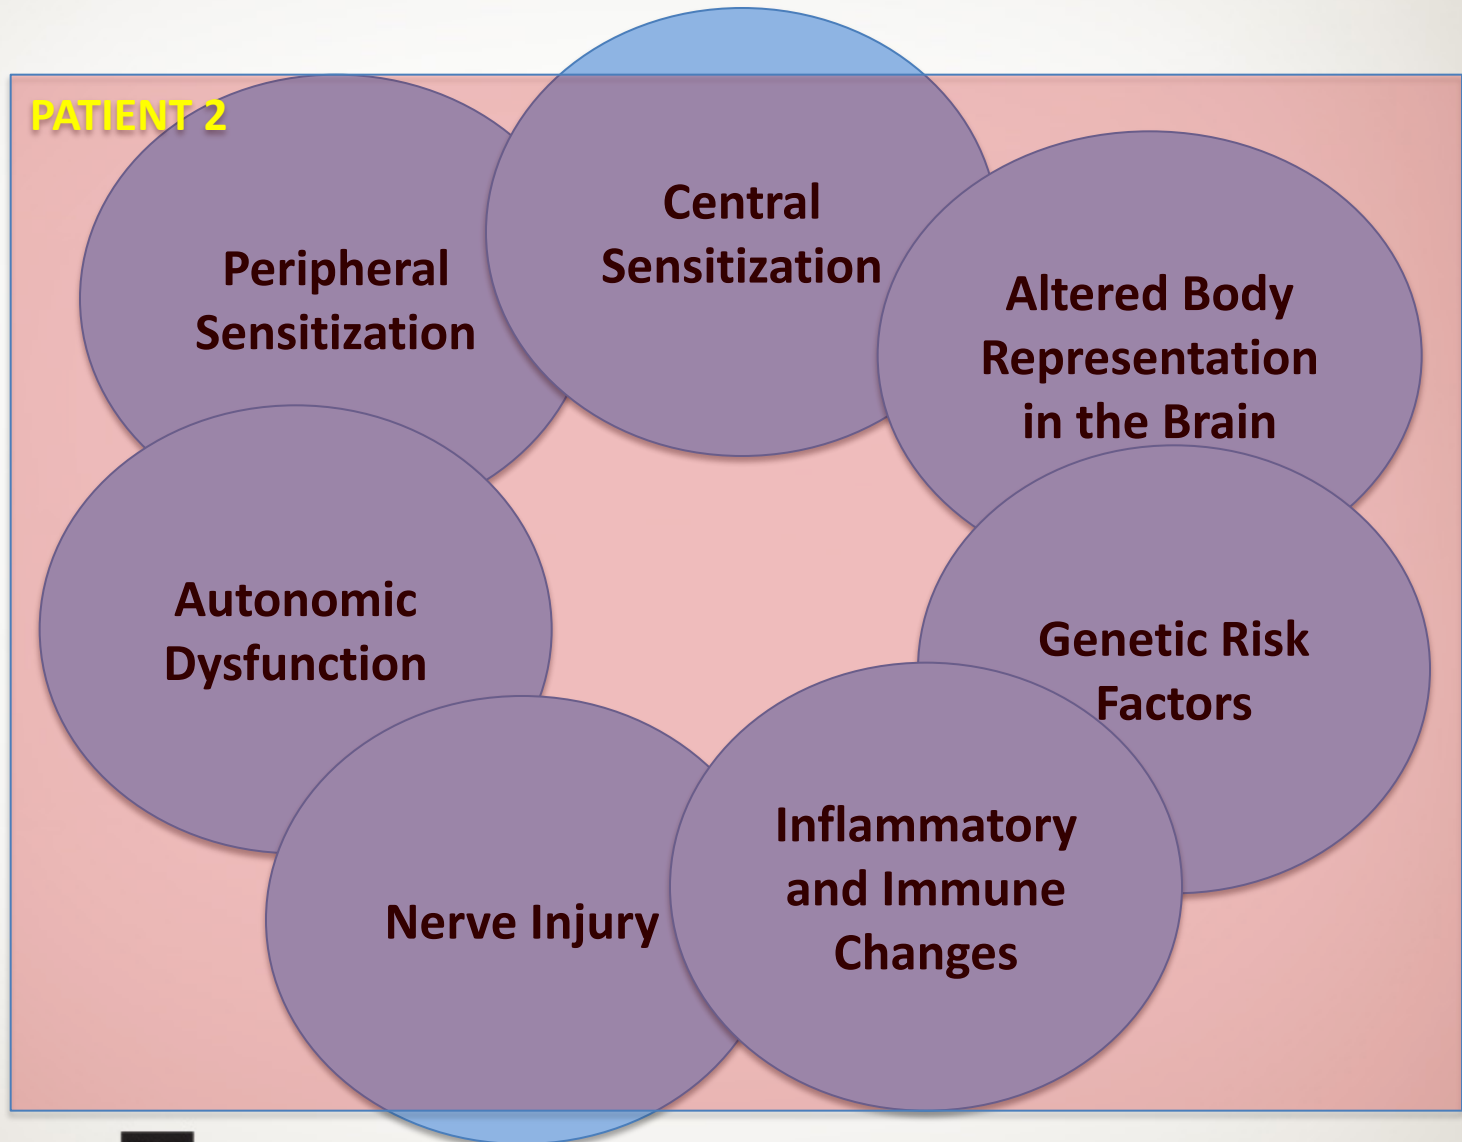 PATIENT 2
Central
Sensitization
Peripheral
Sensitization
Altered Body
Representation
in the Brain
Autonomic
Dysfunction
Genetic Risk
Factors
Nerve Injury
Inflammatory
and Immune
Changes